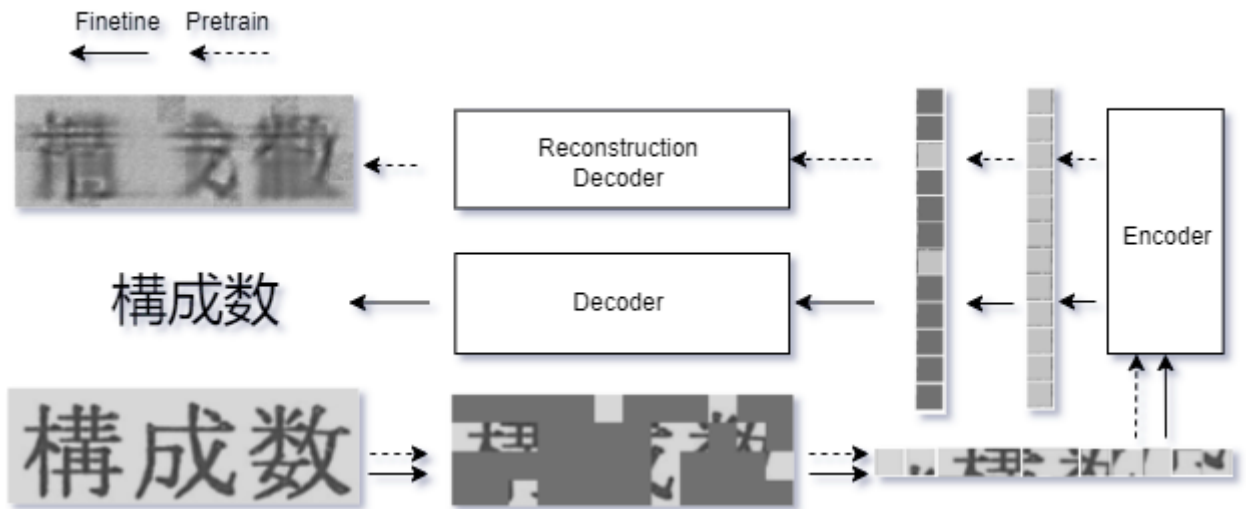 Finetine Pretrain
Reconstruction
Decoder
Encoder
構成数
Decoder
構成数